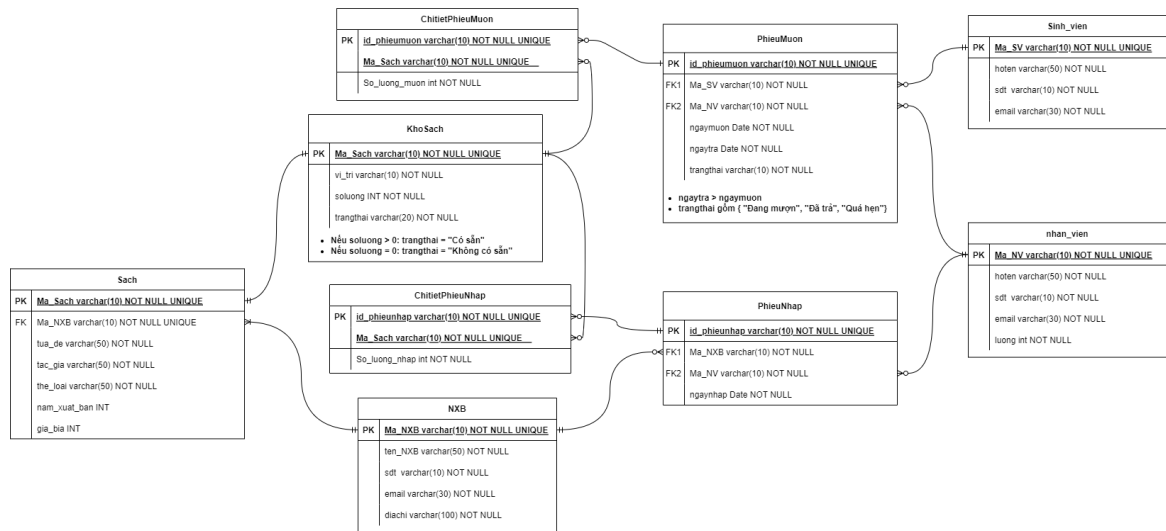 ChitietPhieuMuon
PK id_phieumuon varchar(10) NOT NULL UNIQUE
Ma_Sach varchar(10) NOT NULL UNIQUE
So_luong_muon int NOT NULL
PhieuMuon
PK id_phieumuon varchar(10) NOT NULL UNIQUE
FK1 Ma_SV varchar(10) NOT NULL
FK2 Ma_NV varchar(10) NOT NULL
ngaymuon Date NOT NULL
ngaytra Date NOT NULL
trangthai varchar(10) NOT NULL
ngaytra > ngaymuon
trangthai gồm { "Đang mượn", "Đã trả", "Quá hẹn"}
Sinh_vien
PK Ma_SV varchar(10) NOT NULL UNIQUE
hoten varchar(50) NOT NULL
sdt varchar(10) NOT NULL
email varchar(30) NOT NULL
KhoSach
PK Ma_Sach varchar(10) NOT NULL UNIQUE
vi_tri varchar(10) NOT NULL
soluong INT NOT NULL
trangthai varchar(20) NOT NULL
Nếu soluong > 0: trangthai = "Có sẵn"
Nếu soluong = 0: trangthai = "Không có sẵn"
nhan_vien
PK Ma_NV varchar(10) NOT NULL UNIQUE
hoten varchar(50) NOT NULL
sdt varchar(10) NOT NULL
email varchar(30) NOT NULL
luong int NOT NULL
Sach
PK Ma_Sach varchar(10) NOT NULL UNIQUE
FK Ma_NXB varchar(10) NOT NULL UNIQUE
tua_de varchar(50) NOT NULL
tac_gia varchar(50) NOT NULL
the_loai varchar(50) NOT NULL
nam_xuat_ban INT
gia_bia INT
ChitietPhieuNhap
PK id_phieunhap varchar(10) NOT NULL UNIQUE
Ma_Sach varchar(10) NOT NULL UNIQUE
So_luong_nhap int NOT NULL
PhieuNhap
PK id_phieunhap varchar(10) NOT NULL UNIQUE
FK1 Ma_NXB varchar(10) NOT NULL
FK2 Ma_NV varchar(10) NOT NULL
ngaynhap Date NOT NULL
NXB
PK Ma_NXB varchar(10) NOT NULL UNIQUE
ten_NXB varchar(50) NOT NULL
sdt varchar(10) NOT NULL
email varchar(30) NOT NULL
diachi varchar(100) NOT NULL